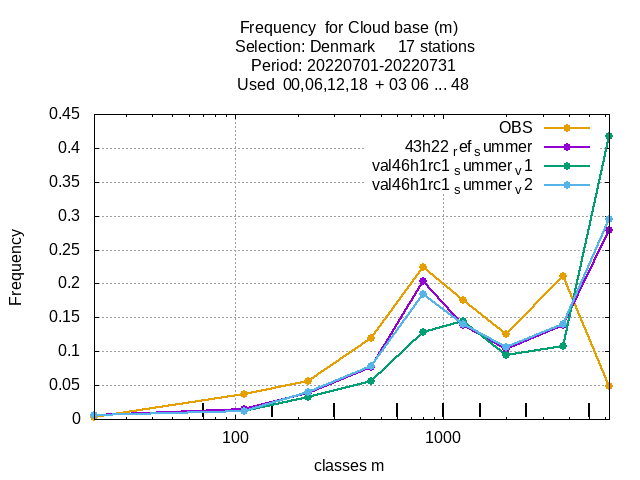 Frequency  for Cloud base (m)
Selection: Denmark     17 stations
Period: 20220701-20220731
Used  00,06,12,18  + 03 06 ... 48
0.45
0.4
0.35
0.3
0.25
0.2
0.15
0.1
0.05
0
Frequency
OBS
43h22 ref summer
val46h1rc1 summer v1
val46h1rc1 summer v2
100
1000
classes m